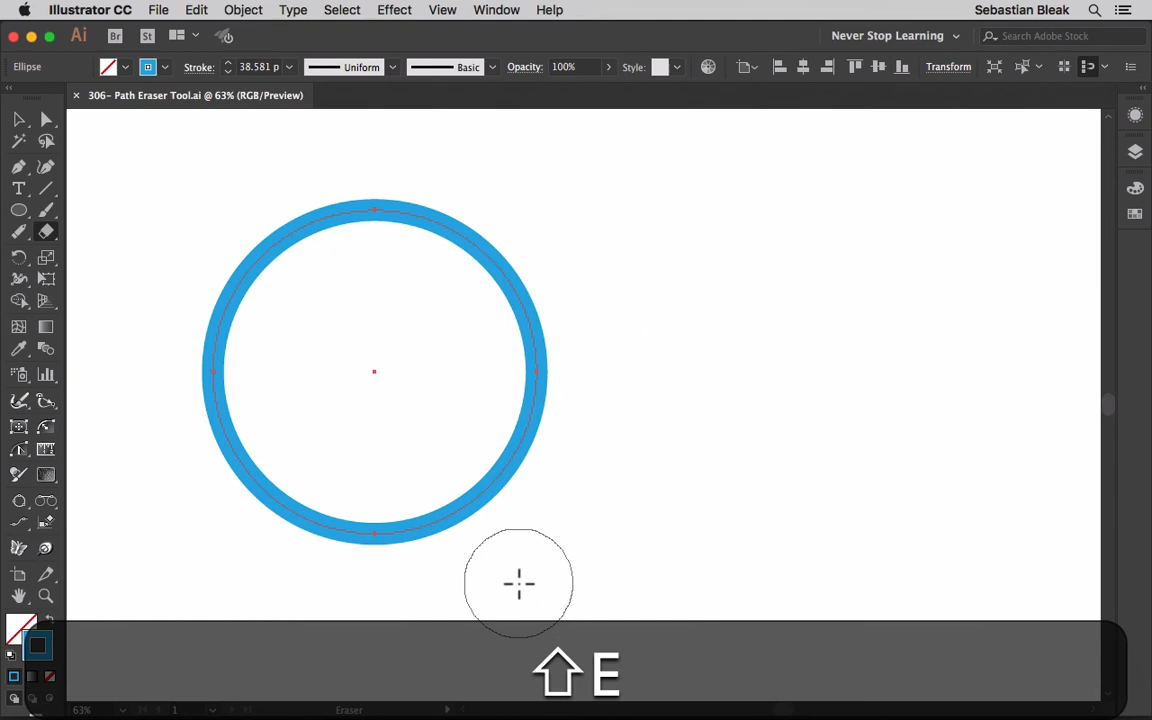 Illustrator CC File Edit Object Type Select Effect View Window Help Sebastian Bleak
Ai Br St Never Stop Learning Search Adobe Stock
Ellipse Stroke: 38.581 p Uniform Basic Opacity: 100% Style: Transform
× 306- Path Eraser Tool.ai @ 63% (RGB/Preview)
T
⇧ E
63% 1 Eraser